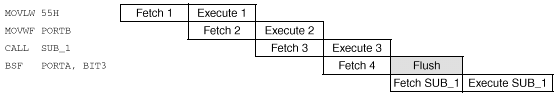 MOVLW 55H Fetch 1 Execute 1
MOVWF PORTB Fetch 2 Execute 2
CALL SUB_1 Fetch 3 Execute 3
BSF PORTA, BIT3 Fetch 4 Flush
Fetch SUB_1 Execute SUB_1